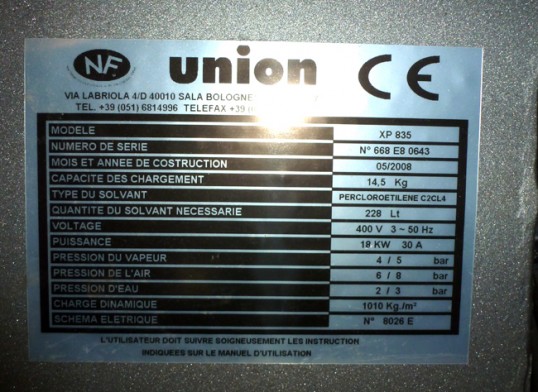 NF union CE
VIA LABRIOLA 4/D 40010 SALA BOLOGNE
TEL. +39 (051) 6814996 TELEFAX +39
MODELE XP 835
NUMERO DE SERIE N° 668 E8 0643
MOIS ET ANNEE DE COSTRUCTION 05/2008
CAPACITE DES CHARGEMENT 14,5 Kg
TYPE DU SOLVANT PERCLOROETILENE C2CL4
QUANTITE DU SOLVANT NECESSARIE 228 Lt
VOLTAGE 400 V 3 ~ 50 Hz
PUISSANCE 18 KW 30 A
PRESSION DU VAPEUR 4 / 5 bar
PRESSION DE L'AIR 6 / 8 bar
PRESSION D'EAU 2 / 3 bar
CHARGE DINAMIQUE 1010 Kg./m²
SCHEMA ELETRIQUE N° 8026 E
L'UTILISATEUR DOIT SUIVRE SOIGNEUSEMENT LES INSTRUCTION
INDIQUEES SUR LE MANUEL D'UTILISATION